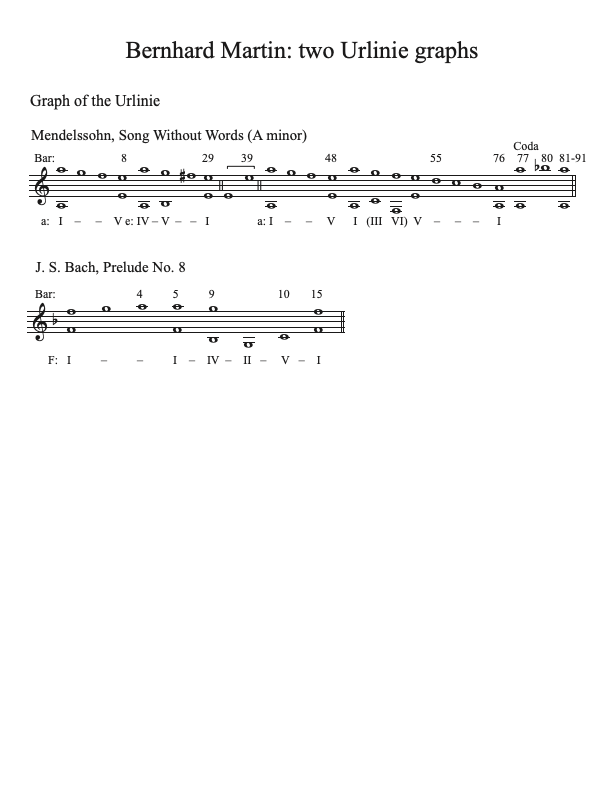 Bernhard Martin: two Urlinie graphs
Graph of the Urlinie
Mendelssohn, Song Without Words (A minor)
Coda
Bar: 8 29 39 48 55 76 77 80 81-91
a: I – – V e: IV – V – – I a: I – – V I (III VI) V – – – I
J. S. Bach, Prelude No. 8
Bar: 4 5 9 10 15
F: I – – I – IV – II – V – I